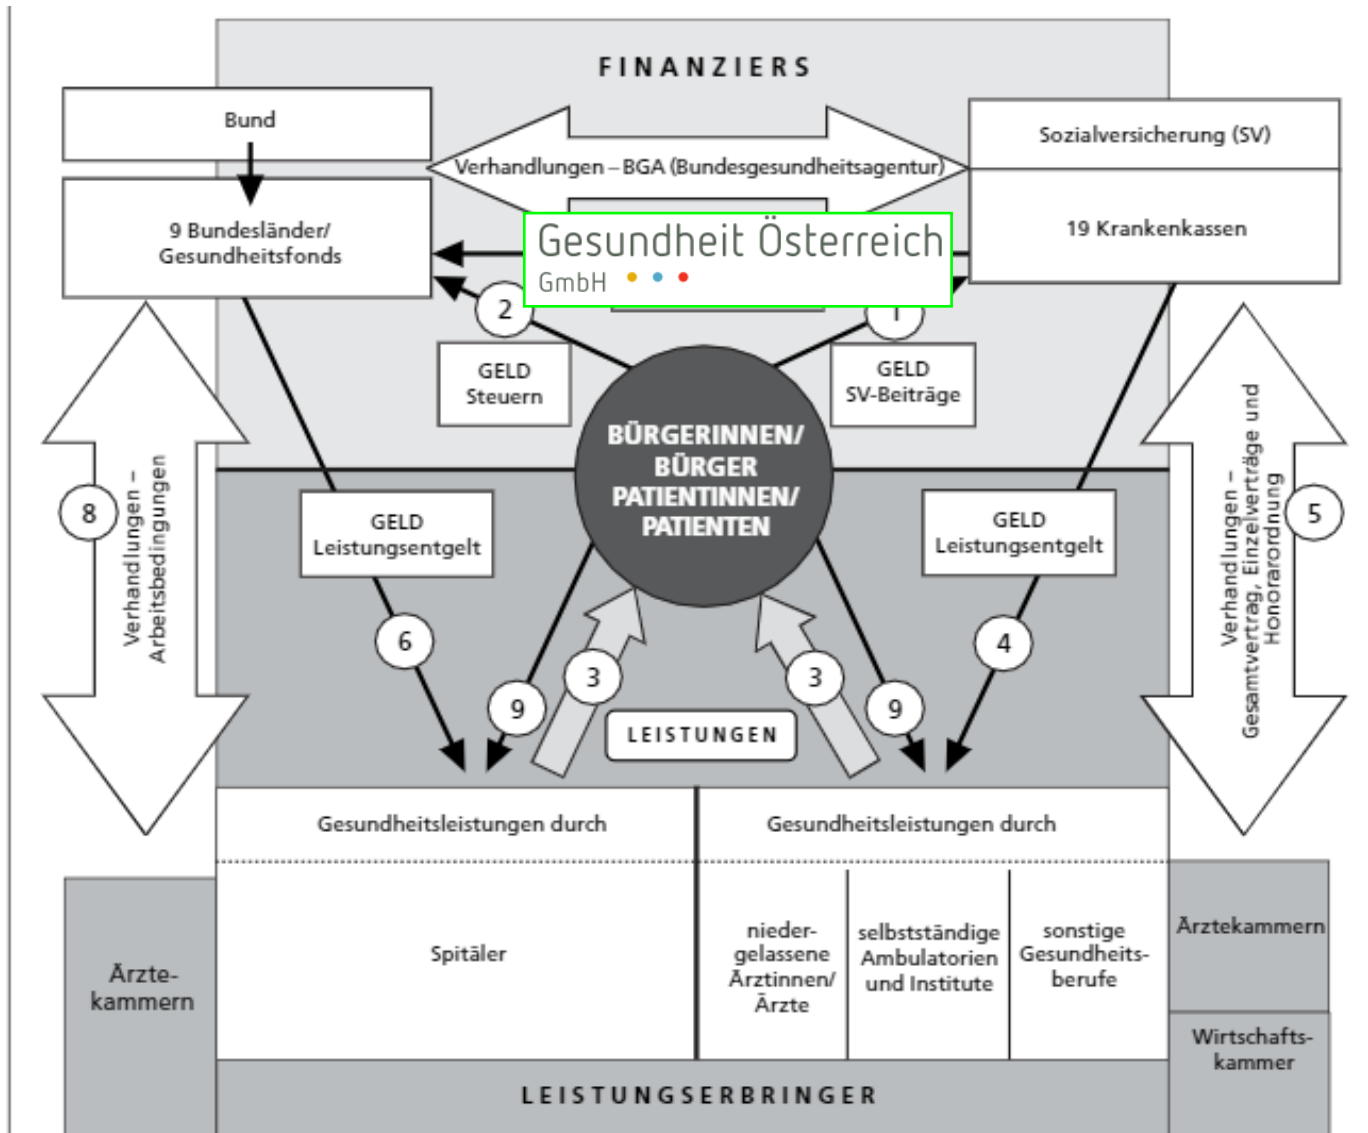 FINANZIERS
Bund
Sozialversicherung (SV)
Verhandlungen – BGA (Bundesgesundheitsagentur)
9 Bundesländer/
Gesundheitsfonds
19 Krankenkassen
Gesundheit Österreich
GmbH
2
1
GELD
Steuern
GELD
SV-Beiträge
BÜRGERINNEN/
BÜRGER
PATIENTINNEN/
PATIENTEN
8
Verhandlungen –
Arbeitsbedingungen
GELD
Leistungsentgelt
GELD
Leistungsentgelt
Verhandlungen –
Gesamtvertrag, Einzelverträge und
Honorarordnung
5
6
4
3
3
9
9
LEISTUNGEN
Gesundheitsleistungen durch
Gesundheitsleistungen durch
Spitäler
nieder-
gelassene
Ärztinnen/
Ärzte
selbstständige
Ambulatorien
und Institute
sonstige
Gesundheits-
berufe
Ärzte-
kammern
Ärztekammern
Wirtschafts-
kammer
LEISTUNGSERBRINGER